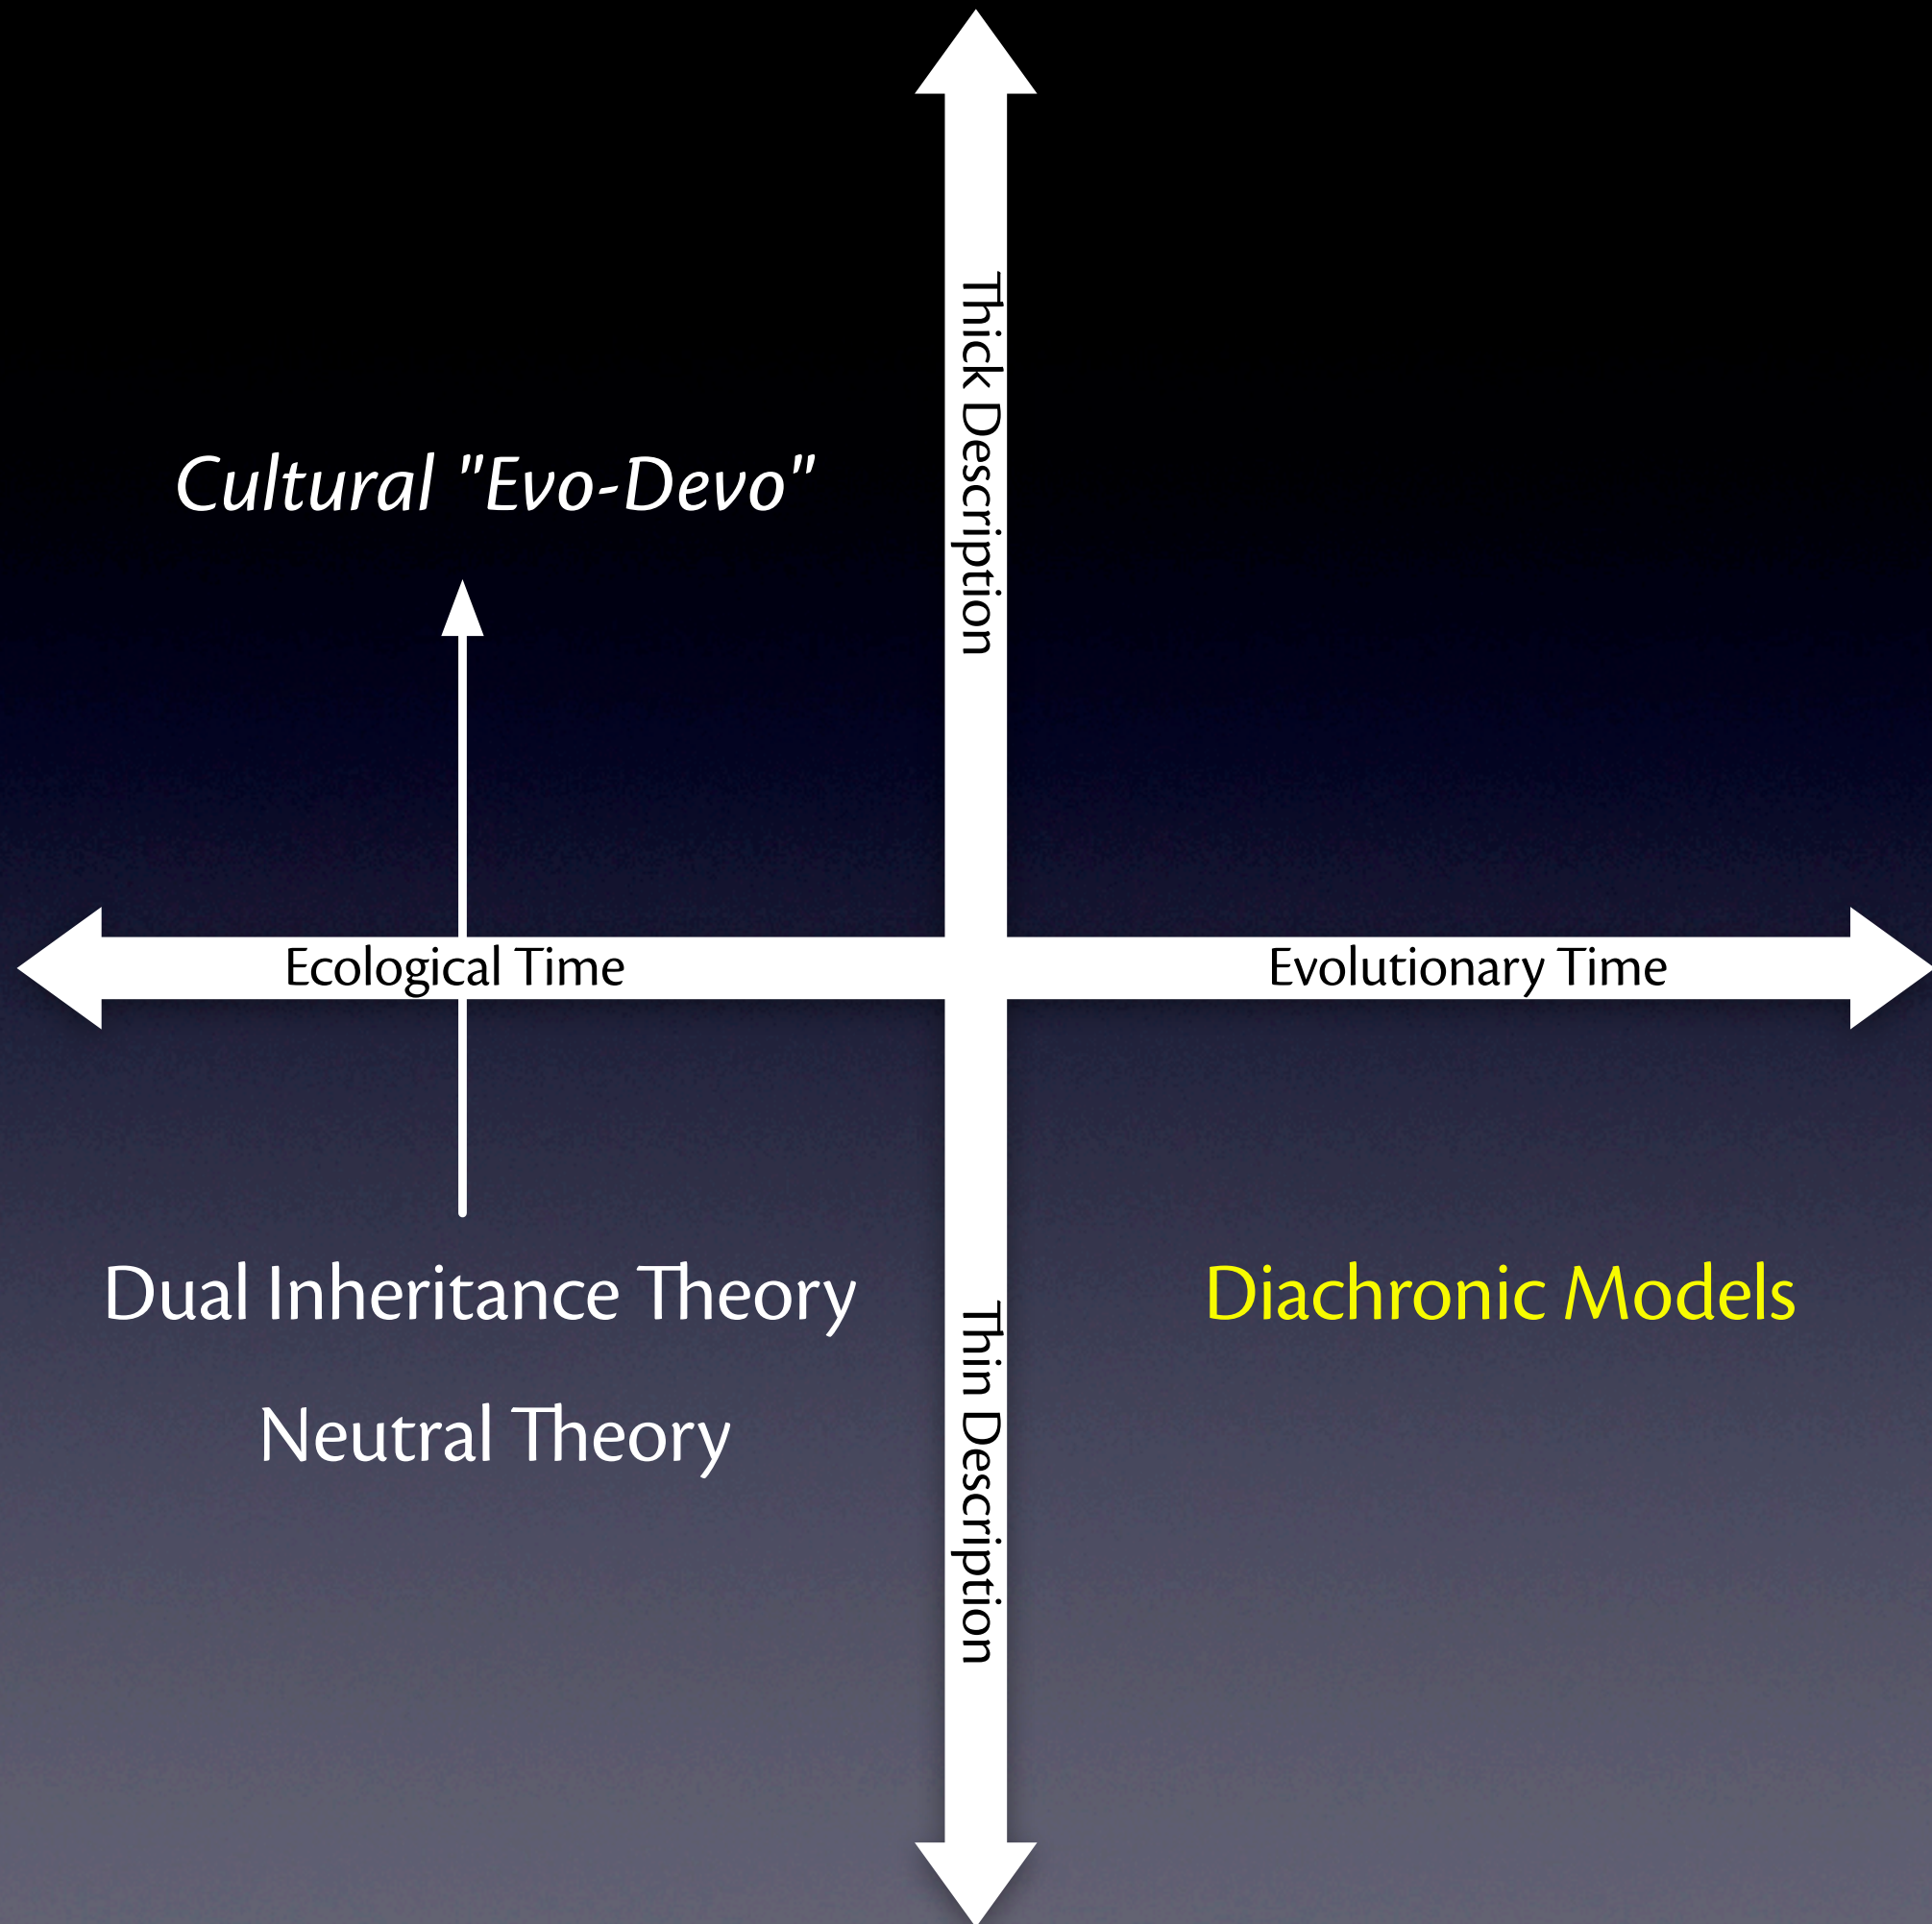 Thick Description
Cultural "Evo-Devo"
Ecological Time
Evolutionary Time
Dual Inheritance Theory
Diachronic Models
Neutral Theory
Thin Description